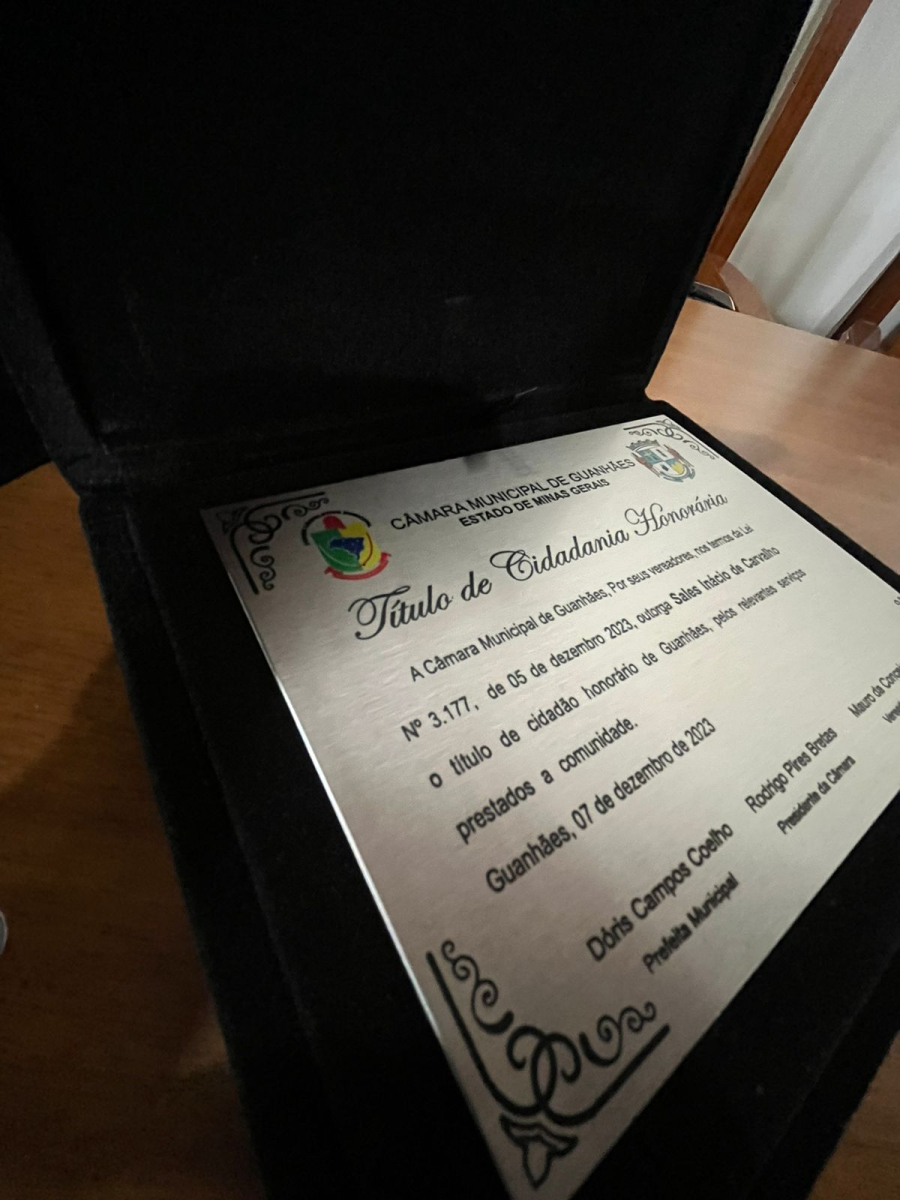 CÂMARA MUNICIPAL DE GUANHÃES
ESTADO DE MINAS GERAIS
Título de Cidadania Honorária
A Câmara Municipal de Guanhães, Por seus vereadores, nos termos da Lei
Nº 3.177, de 05 de dezembro 2023, outorga Sales Inácio de Carvalho
o título de cidadão honorário de Guanhães, pelos relevantes serviços
prestados a comunidade.
Guanhães, 07 de dezembro de 2023
Dóris Campos Coelho
Prefeita Municipal
Rodrigo Pires Bretas
Presidente da Câmara
Mauro da